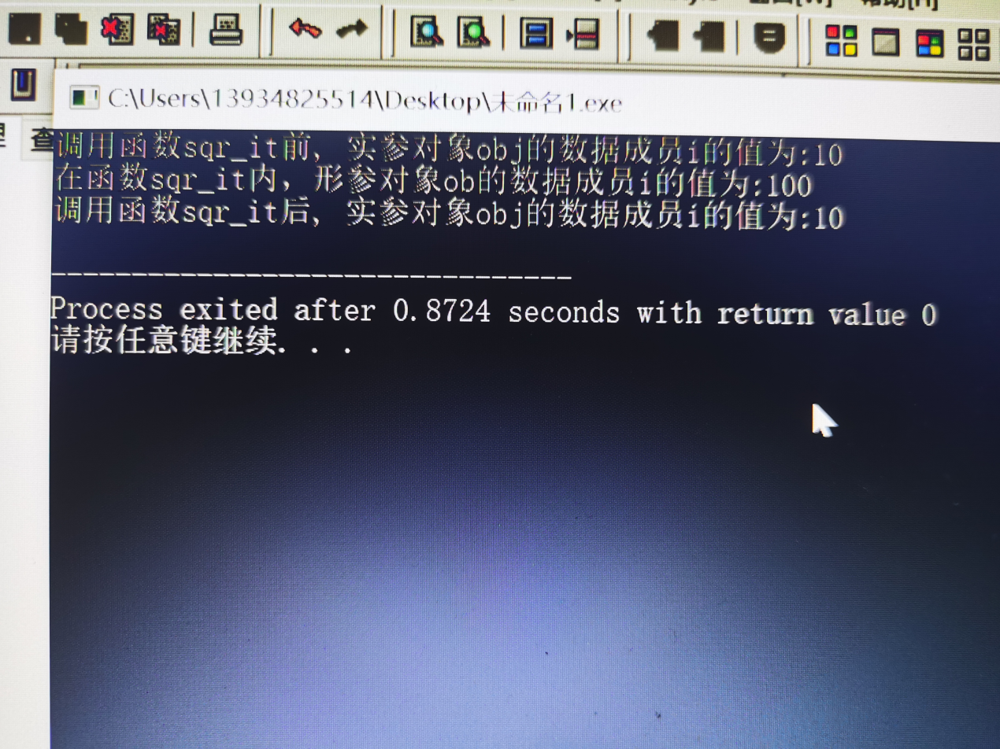 C:\Users\13934825514\Desktop\未命名1.exe
查
调用函数sqr_it前, 实参对象obj的数据成员i的值为:10
在函数sqr_it内, 形参对象ob的数据成员i的值为:100
调用函数sqr_it后, 实参对象obj的数据成员i的值为:10
--------------------------------
Process exited after 0.8724 seconds with return value 0
请按任意键继续. . .